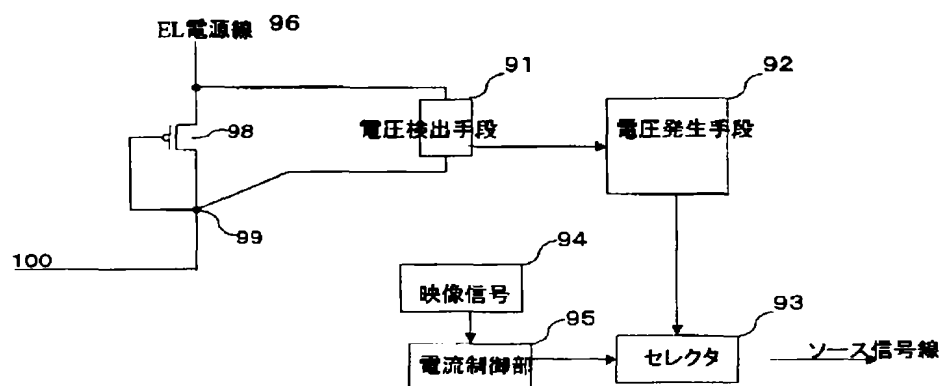 EL電源線 96
91
92
電圧検出手段
電圧発生手段
98
99
100
94
映像信号
95
93
電流制御部
セレクタ
ソース信号線